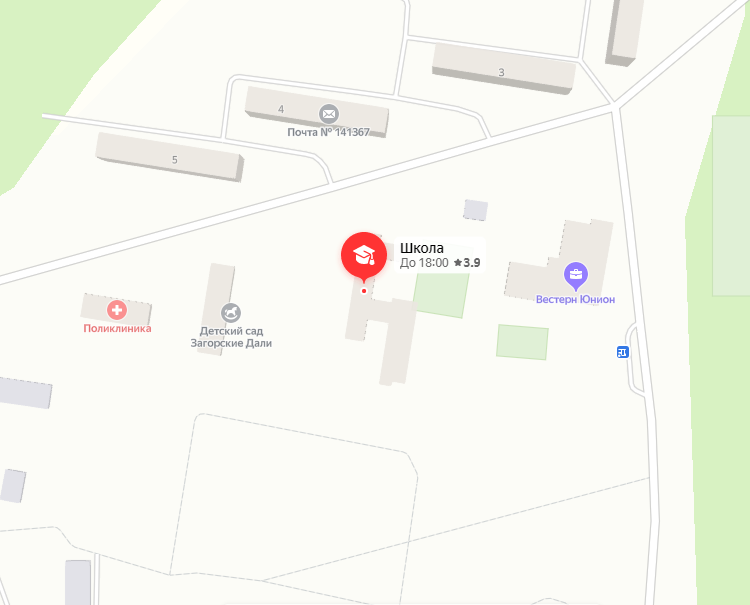 3
4
Почта № 141367
5
Школа
До 18:00 ★3.9
Вестерн Юнион
Поликлиника
Детский сад
Загорские Дали